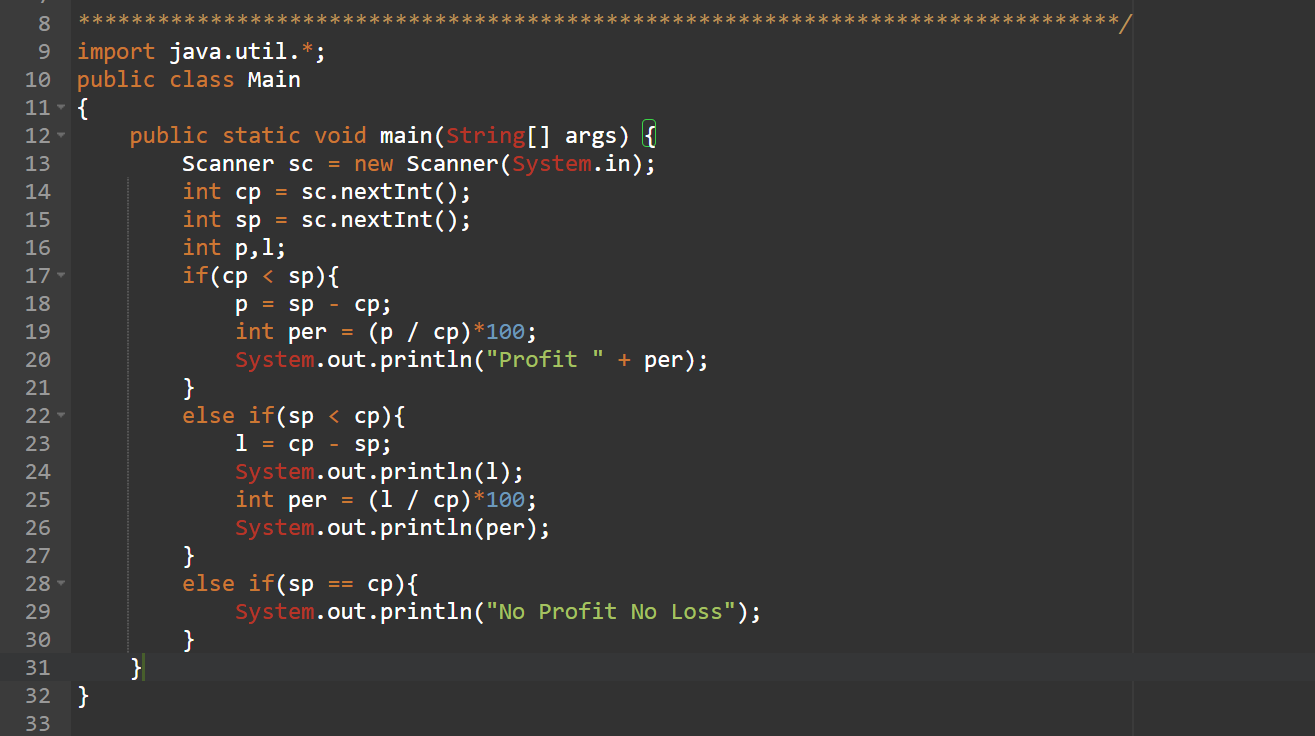 8 *******************************************************************************/
9 import java.util.*;
10 public class Main
11 {
12     public static void main(String[] args) {
13         Scanner sc = new Scanner(System.in);
14         int cp = sc.nextInt();
15         int sp = sc.nextInt();
16         int p,l;
17         if(cp < sp){
18             p = sp - cp;
19             int per = (p / cp)*100;
20             System.out.println("Profit " + per);
21         }
22         else if(sp < cp){
23             l = cp - sp;
24             System.out.println(l);
25             int per = (l / cp)*100;
26             System.out.println(per);
27         }
28         else if(sp == cp){
29             System.out.println("No Profit No Loss");
30         }
31     }
32 }
33